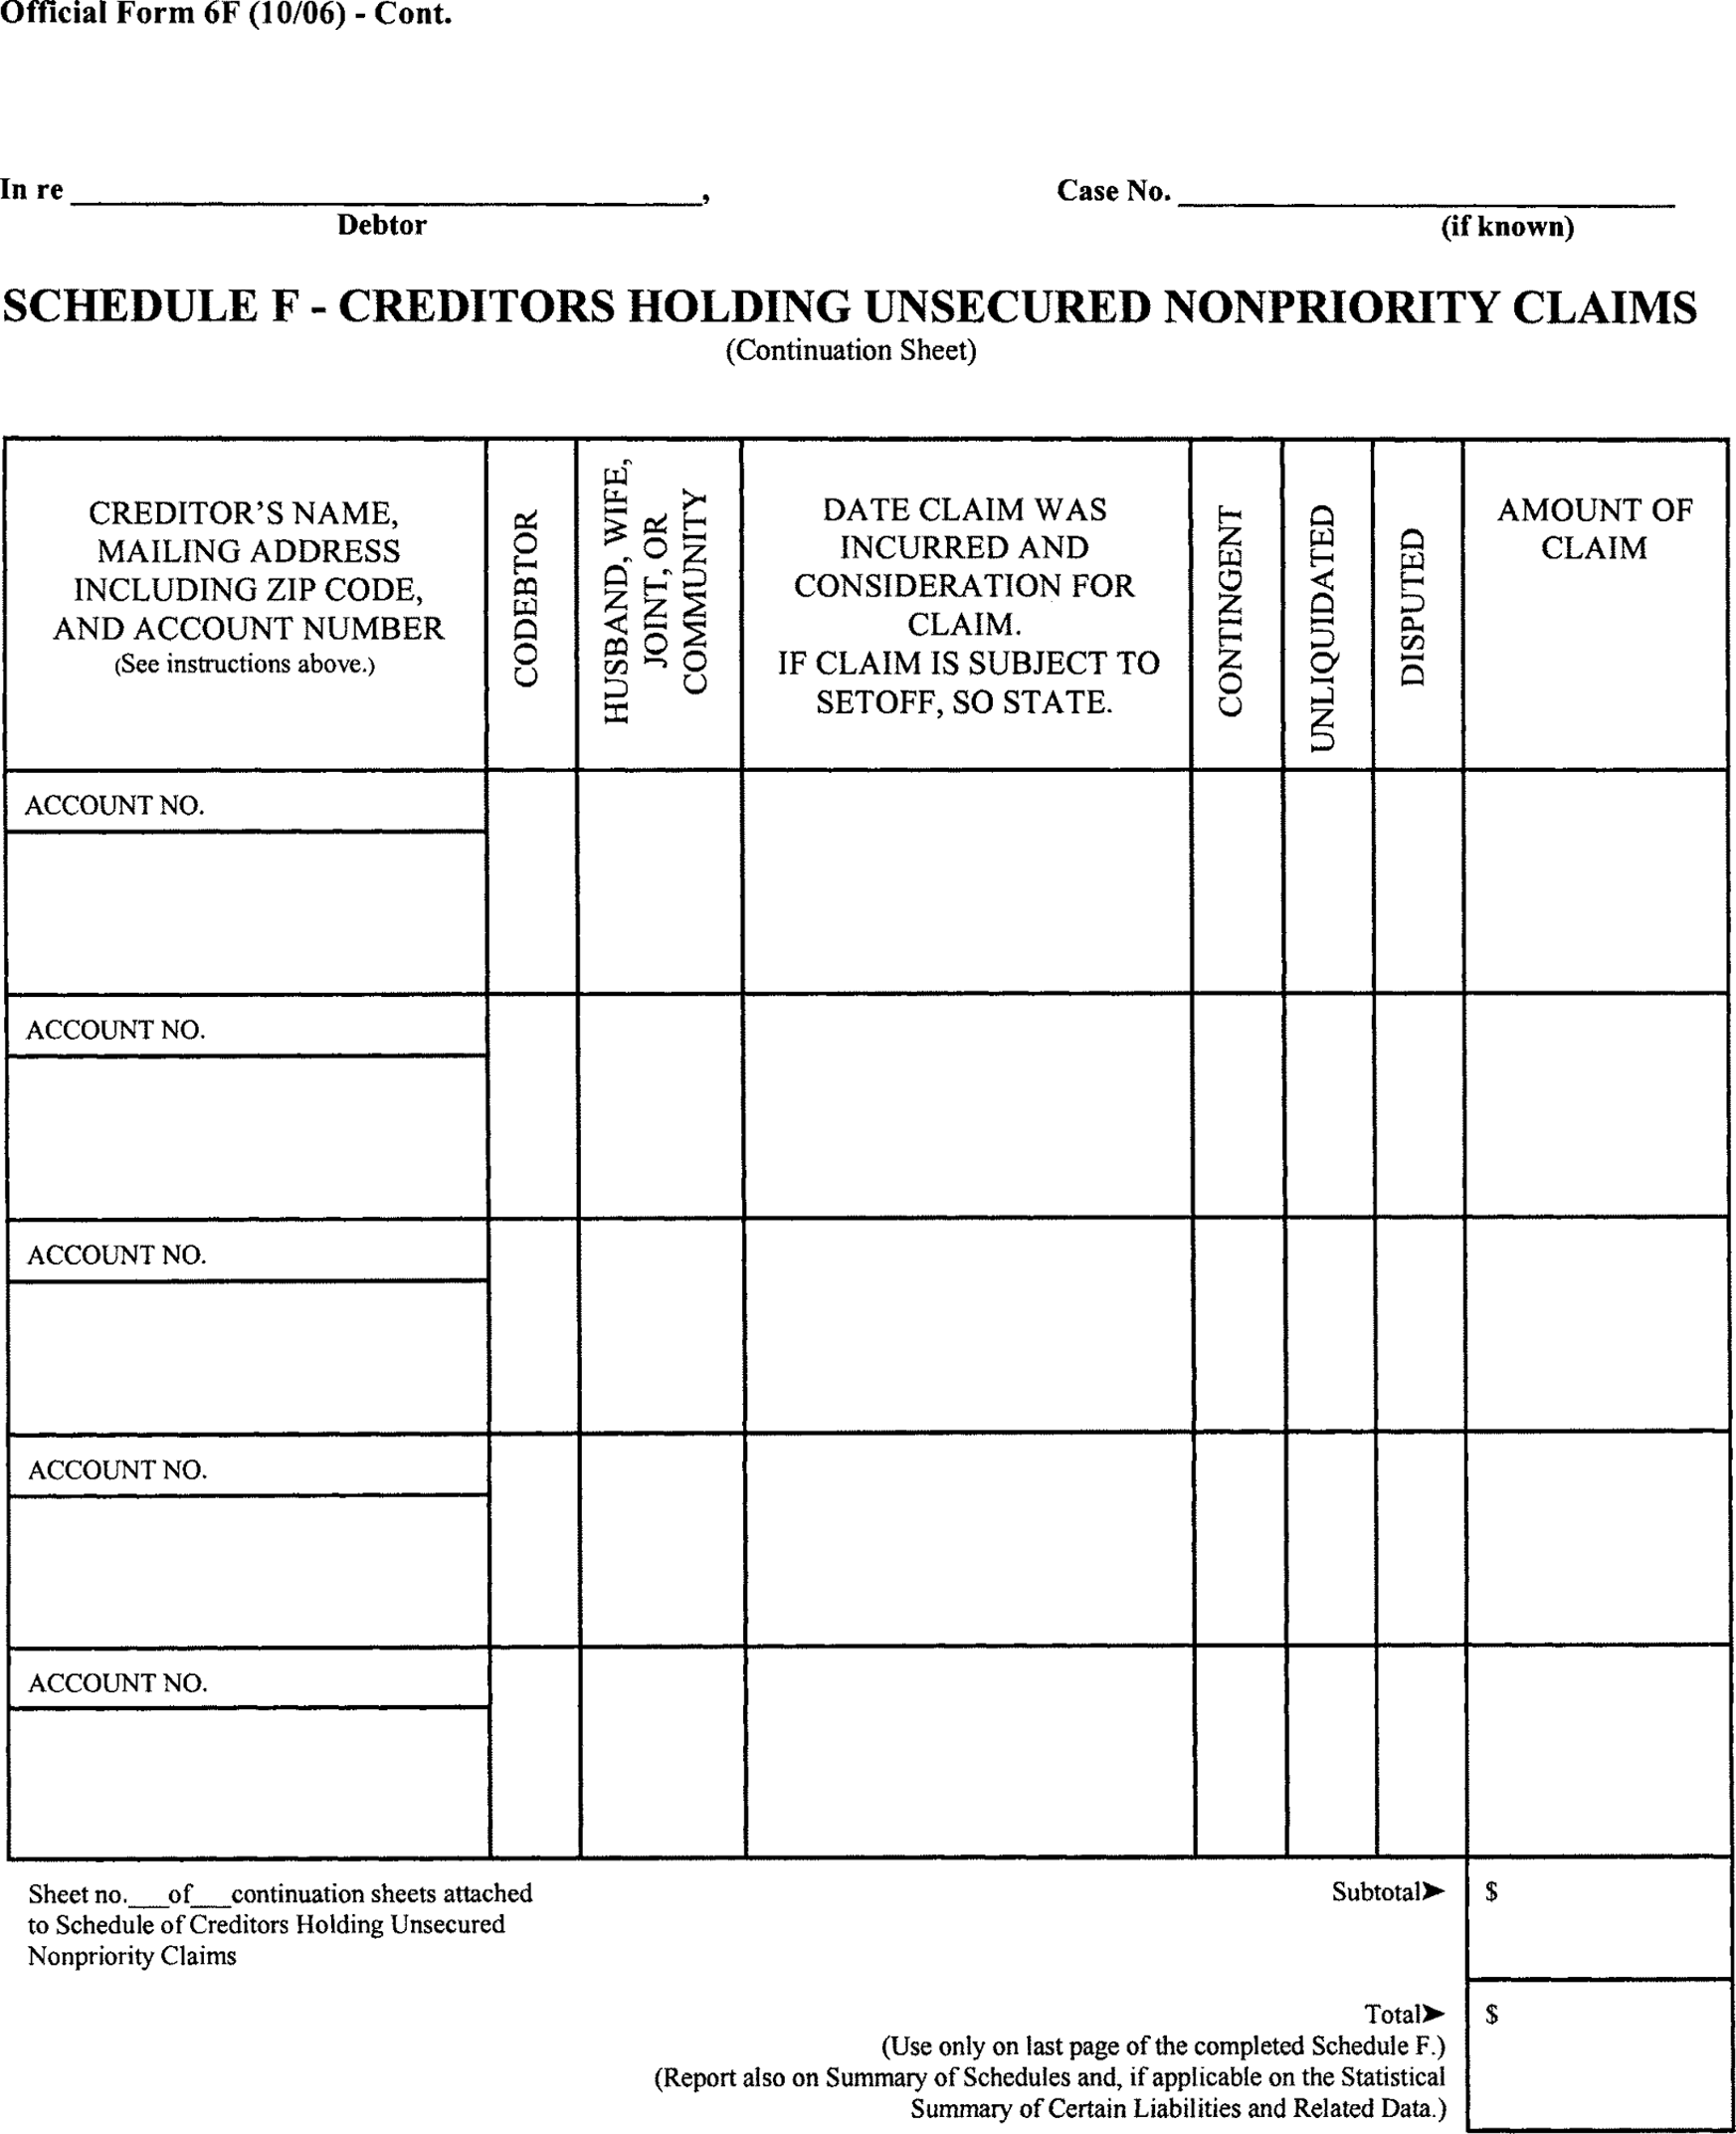 Official Form 6F (10/06) - Cont.
In re ____________________, Case No. ____________________
Debtor (if known)
SCHEDULE F - CREDITORS HOLDING UNSECURED NONPRIORITY CLAIMS
(Continuation Sheet)
CREDITOR'S NAME,
MAILING ADDRESS
INCLUDING ZIP CODE,
AND ACCOUNT NUMBER
(See instructions above.)
CODEBTOR
HUSBAND, WIFE,
JOINT, OR
COMMUNITY
DATE CLAIM WAS
INCURRED AND
CONSIDERATION FOR
CLAIM.
IF CLAIM IS SUBJECT TO
SETOFF, SO STATE.
CONTINGENT
UNLIQUIDATED
DISPUTED
AMOUNT OF
CLAIM
ACCOUNT NO.
ACCOUNT NO.
ACCOUNT NO.
ACCOUNT NO.
ACCOUNT NO.
Sheet no.___of___continuation sheets attached
to Schedule of Creditors Holding Unsecured
Nonpriority Claims
Subtotal➤ $
Total➤ $
(Use only on last page of the completed Schedule F.)
(Report also on Summary of Schedules and, if applicable on the Statistical
Summary of Certain Liabilities and Related Data.)